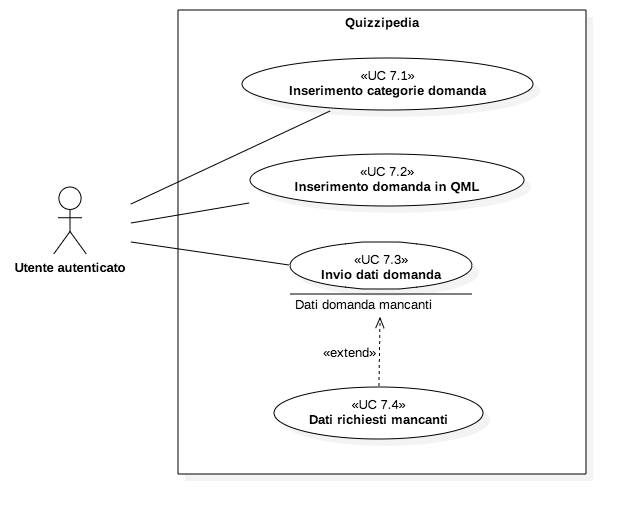 Quizzipedia
«UC 7.1»
Inserimento categorie domanda
«UC 7.2»
Inserimento domanda in QML
Utente autenticato
«UC 7.3»
Invio dati domanda
Dati domanda mancanti
«extend»
«UC 7.4»
Dati richiesti mancanti